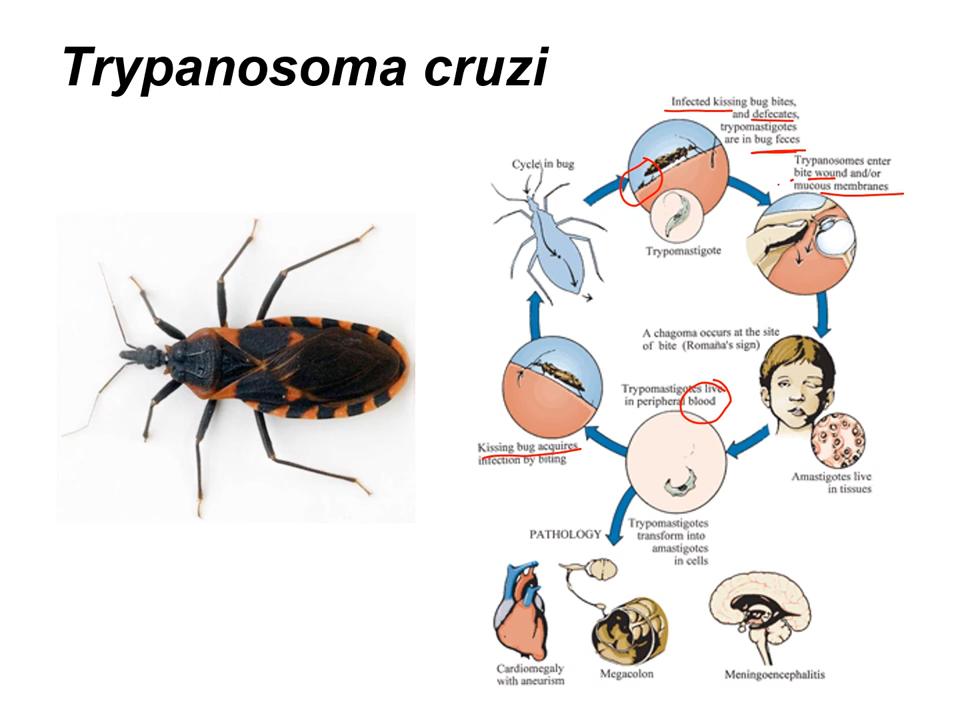 Trypanosoma cruzi
Infected kissing bug bites,
and defecates,
trypomastigotes
are in bug feces
Cycle in bug
Trypanosomes enter
bite wound and/or
mucous membranes
Trypomastigote
A chagoma occurs at the site
of bite (Romaña's sign)
Trypomastigotes live
in peripheral blood
Kissing bug acquires
infection by biting
Amastigotes live
in tissues
Trypomastigotes
transform into
amastigotes
in cells
PATHOLOGY
Cardiomegaly
with aneurism
Megacolon
Meningoencephalitis